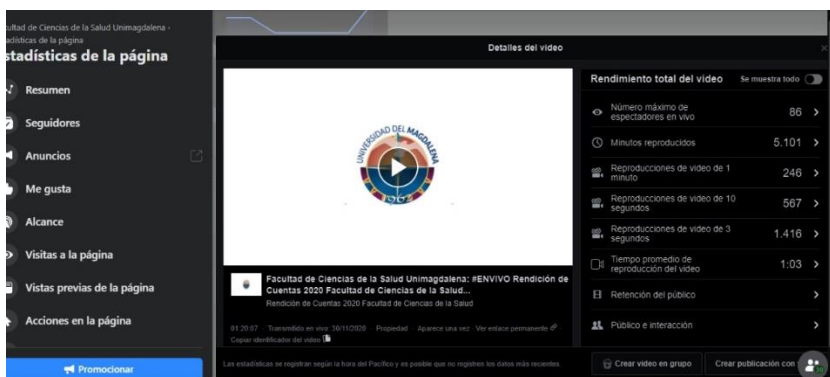 ultad de Ciencias de la Salud Unimagdalena -
adísticas de la página
stadísticas de la página
Resumen
Seguidores
Anuncios
Me gusta
Alcance
Visitas a la página
Vistas previas de la página
Acciones en la página
Promocionar
Detalles del video
UNIVERSIDAD DEL MAGDALENA
Facultad de Ciencias de la Salud Unimagdalena: #ENVIVO Rendición de
Cuentas 2020 Facultad de Ciencias de la Salud...
Rendición de Cuentas 2020 Facultad de Ciencias de la Salud
01:20:57 · Transmitido en vivo: 30/11/2020 · Propiedad · Aparece una vez · Ver enlace permanente ·
Copiar identificador del video
Rendimiento total del video Se muestra todo
Número máximo de
espectadores en vivo 86
Minutos reproducidos 5.101
Reproducciones de video de 1
minuto 246
Reproducciones de video de 10
segundos 567
Reproducciones de video de 3
segundos 1.416
Tiempo promedio de
reproducción del video 1:03
Retención del público
Público e interacción
Las estadísticas se registran según la hora del Pacífico y es posible que no registren los datos más recientes.
Crear video en grupo Crear publicación con